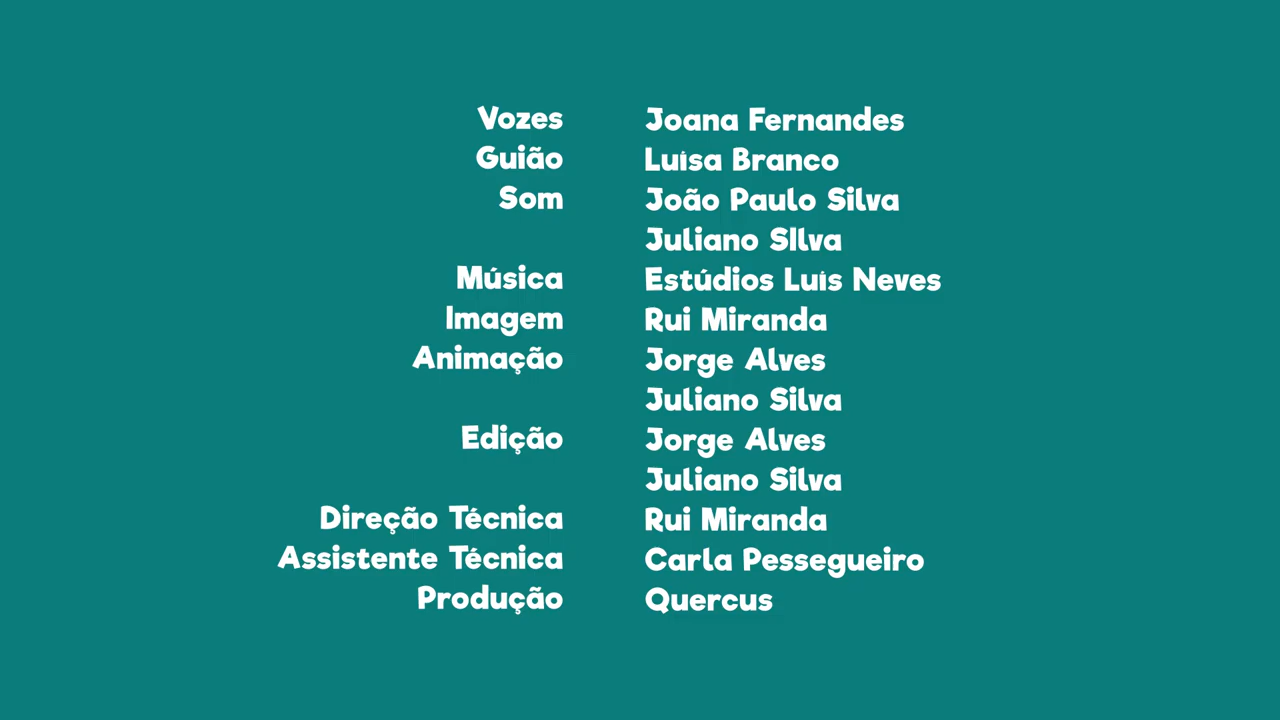 Vozes Joana Fernandes
Guião Luísa Branco
Som João Paulo Silva
Juliano SIlva
Música Estúdios Luís Neves
Imagem Rui Miranda
Animação Jorge Alves
Juliano Silva
Edição Jorge Alves
Juliano Silva
Direção Técnica Rui Miranda
Assistente Técnica Carla Pessegueiro
Produção Quercus